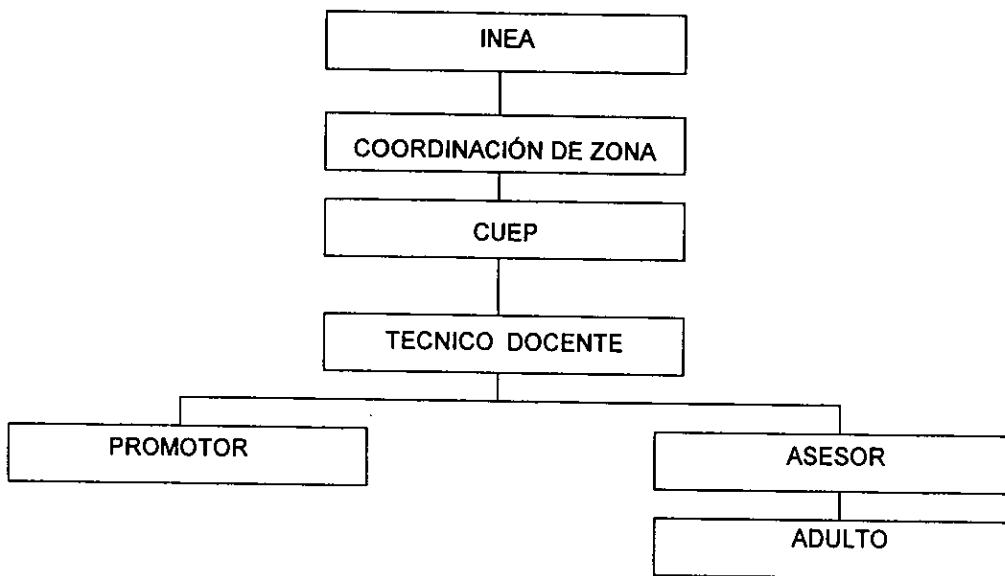 INEA
COORDINACIÓN DE ZONA
CUEP
TECNICO DOCENTE
PROMOTOR
ASESOR
ADULTO